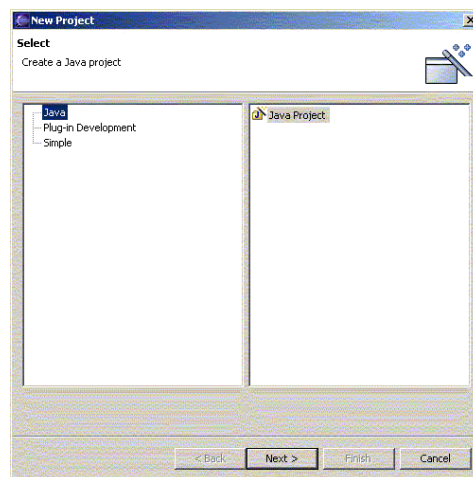 New Project
Select
Create a Java project
Java
Plug-in Development
Simple
Java Project
< Back
Next >
Finish
Cancel